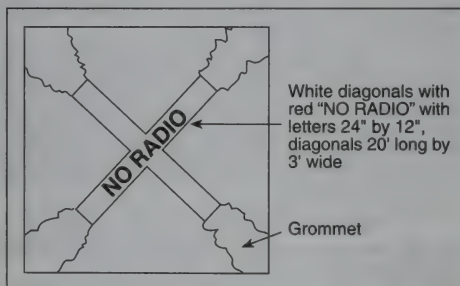 NO RADIO
White diagonals with
red "NO RADIO" with
letters 24" by 12",
diagonals 20' long by
3' wide
Grommet